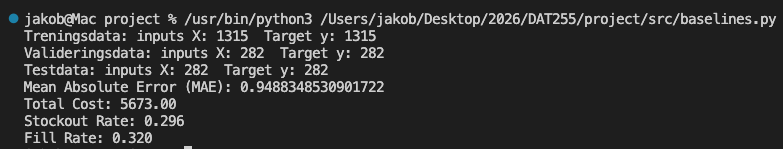 jakob@Mac project % /usr/bin/python3 /Users/jakob/Desktop/2026/DAT255/project/src/baselines.py
Treningsdata: inputs X: 1315  Target y: 1315
Valideringsdata: inputs X: 282  Target y: 282
Testdata: inputs X: 282  Target y: 282
Mean Absolute Error (MAE): 0.9488348530901722
Total Cost: 5673.00
Stockout Rate: 0.296
Fill Rate: 0.320